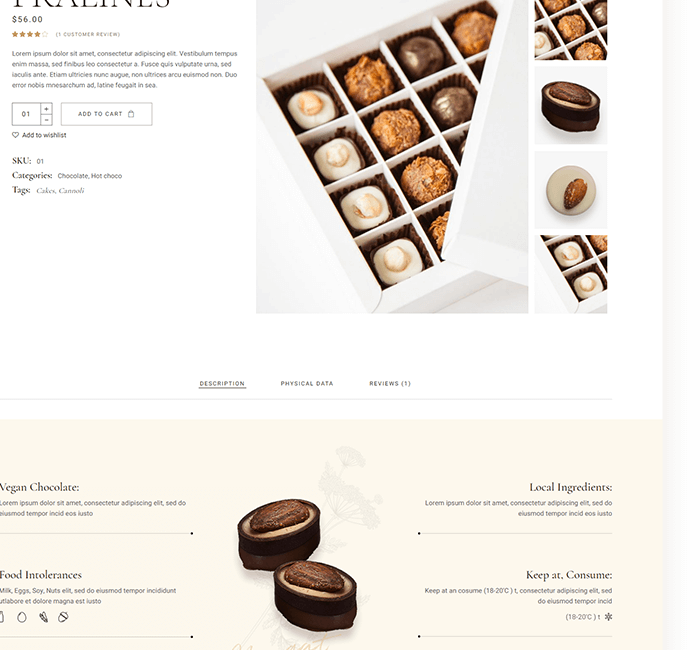 PRALINES
$56.00
(1 CUSTOMER REVIEW)
Lorem ipsum dolor sit amet, consectetur adipiscing elit. Vestibulum tempus
enim massa, sed finibus leo consectetur a. Fusce quis vulputate urna, sed
iaculis ante. Etiam ultricies nunc augue, non ultrices arcu euismod non. Duo
error nobis mnesarchum ad, latine feugait in sea.
01
+
−
ADD TO CART
Add to wishlist
SKU: 01
Categories: Chocolate, Hot choco
Tags: Cakes, Cannoli
DESCRIPTION
PHYSICAL DATA
REVIEWS (1)
Vegan Chocolate:
Lorem ipsum dolor sit amet, consectetur adipiscing elit, sed do
eiusmod tempor incid eos iusto
Local Ingredients:
Lorem ipsum dolor sit amet, consectetur adipiscing elit, sed do
eiusmod tempor incid eos iusto
Food Intolerances
Milk, Eggs, Soy, Nuts elit, sed do eiusmod tempor incididunt
utlabore et dolore magna est iusto
Keep at, Consume:
Keep at an cosume (18-20'C ) t, consectetur adipiscing elit, sed
do eiusmod tempor incid
(18-20'C ) t